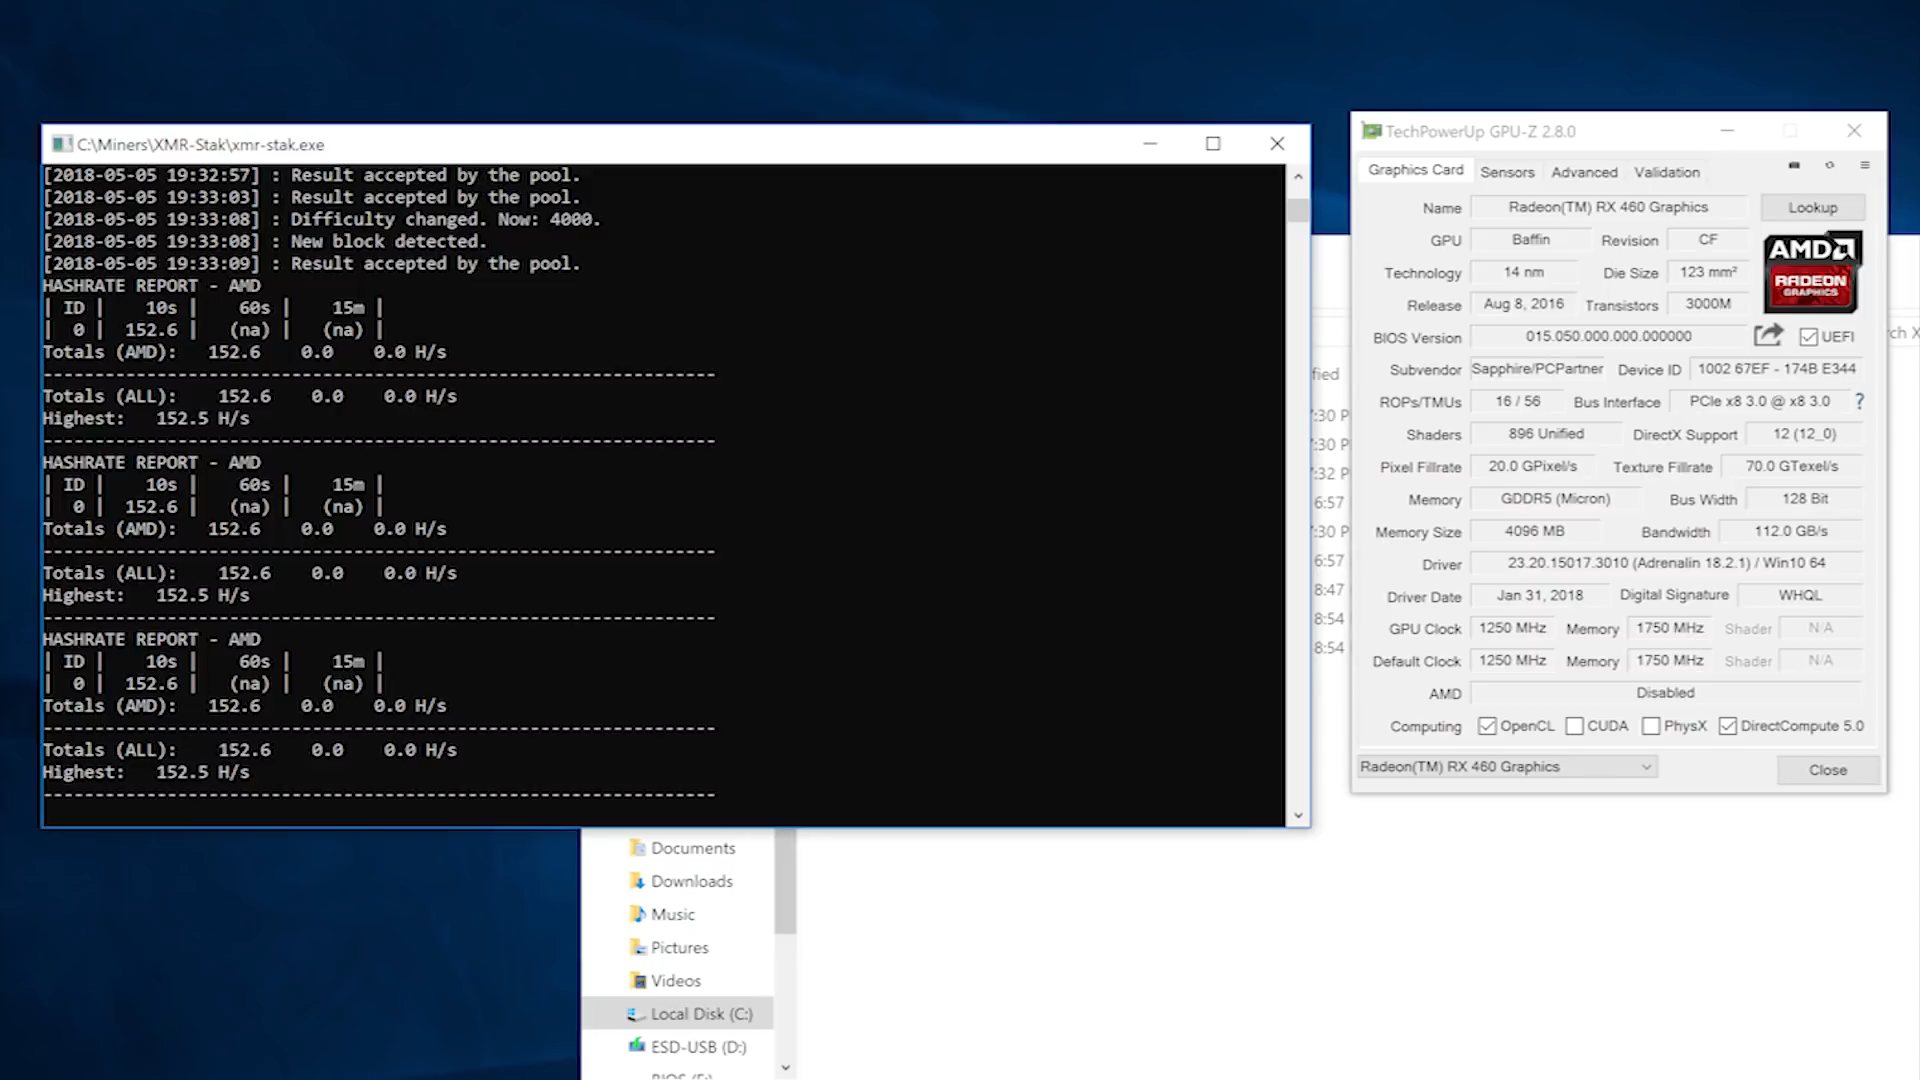 C:\Miners\XMR-Stak\xmr-stak.exe
[2018-05-05 19:32:57] : Result accepted by the pool.
[2018-05-05 19:33:03] : Result accepted by the pool.
[2018-05-05 19:33:08] : Difficulty changed. Now: 4000.
[2018-05-05 19:33:08] : New block detected.
[2018-05-05 19:33:09] : Result accepted by the pool.
HASHRATE REPORT - AMD
| ID | 10s | 60s | 15m |
| 0 | 152.6 | (na) | (na) |
Totals (AMD): 152.6 0.0 0.0 H/s
-----------------------------------------------------------------
Totals (ALL): 152.6 0.0 0.0 H/s
Highest: 152.5 H/s
-----------------------------------------------------------------
HASHRATE REPORT - AMD
| ID | 10s | 60s | 15m |
| 0 | 152.6 | (na) | (na) |
Totals (AMD): 152.6 0.0 0.0 H/s
-----------------------------------------------------------------
Totals (ALL): 152.6 0.0 0.0 H/s
Highest: 152.5 H/s
-----------------------------------------------------------------
HASHRATE REPORT - AMD
| ID | 10s | 60s | 15m |
| 0 | 152.6 | (na) | (na) |
Totals (AMD): 152.6 0.0 0.0 H/s
-----------------------------------------------------------------
Totals (ALL): 152.6 0.0 0.0 H/s
Highest: 152.5 H/s
-----------------------------------------------------------------
Documents
Downloads
Music
Pictures
Videos
Local Disk (C:)
ESD-USB (D:)
fied
:30 P
:30 P
:32 P
6:57
:30 P
6:57
8:47
8:54
8:54
rch X
TechPowerUp GPU-Z 2.8.0
Graphics Card Sensors Advanced Validation
Name Radeon(TM) RX 460 Graphics Lookup
GPU Baffin Revision CF
Technology 14 nm Die Size 123 mm²
Release Aug 8, 2016 Transistors 3000M
AMD
RADEON
GRAPHICS
BIOS Version 015.050.000.000.000000 UEFI
Subvendor Sapphire/PCPartner Device ID 1002 67EF - 174B E344
ROPs/TMUs 16 / 56 Bus Interface PCIe x8 3.0 @ x8 3.0 ?
Shaders 896 Unified DirectX Support 12 (12_0)
Pixel Fillrate 20.0 GPixel/s Texture Fillrate 70.0 GTexel/s
Memory GDDR5 (Micron) Bus Width 128 Bit
Memory Size 4096 MB Bandwidth 112.0 GB/s
Driver 23.20.15017.3010 (Adrenalin 18.2.1) / Win10 64
Driver Date Jan 31, 2018 Digital Signature WHQL
GPU Clock 1250 MHz Memory 1750 MHz Shader N/A
Default Clock 1250 MHz Memory 1750 MHz Shader N/A
AMD Disabled
Computing OpenCL CUDA PhysX DirectCompute 5.0
Radeon(TM) RX 460 Graphics Close